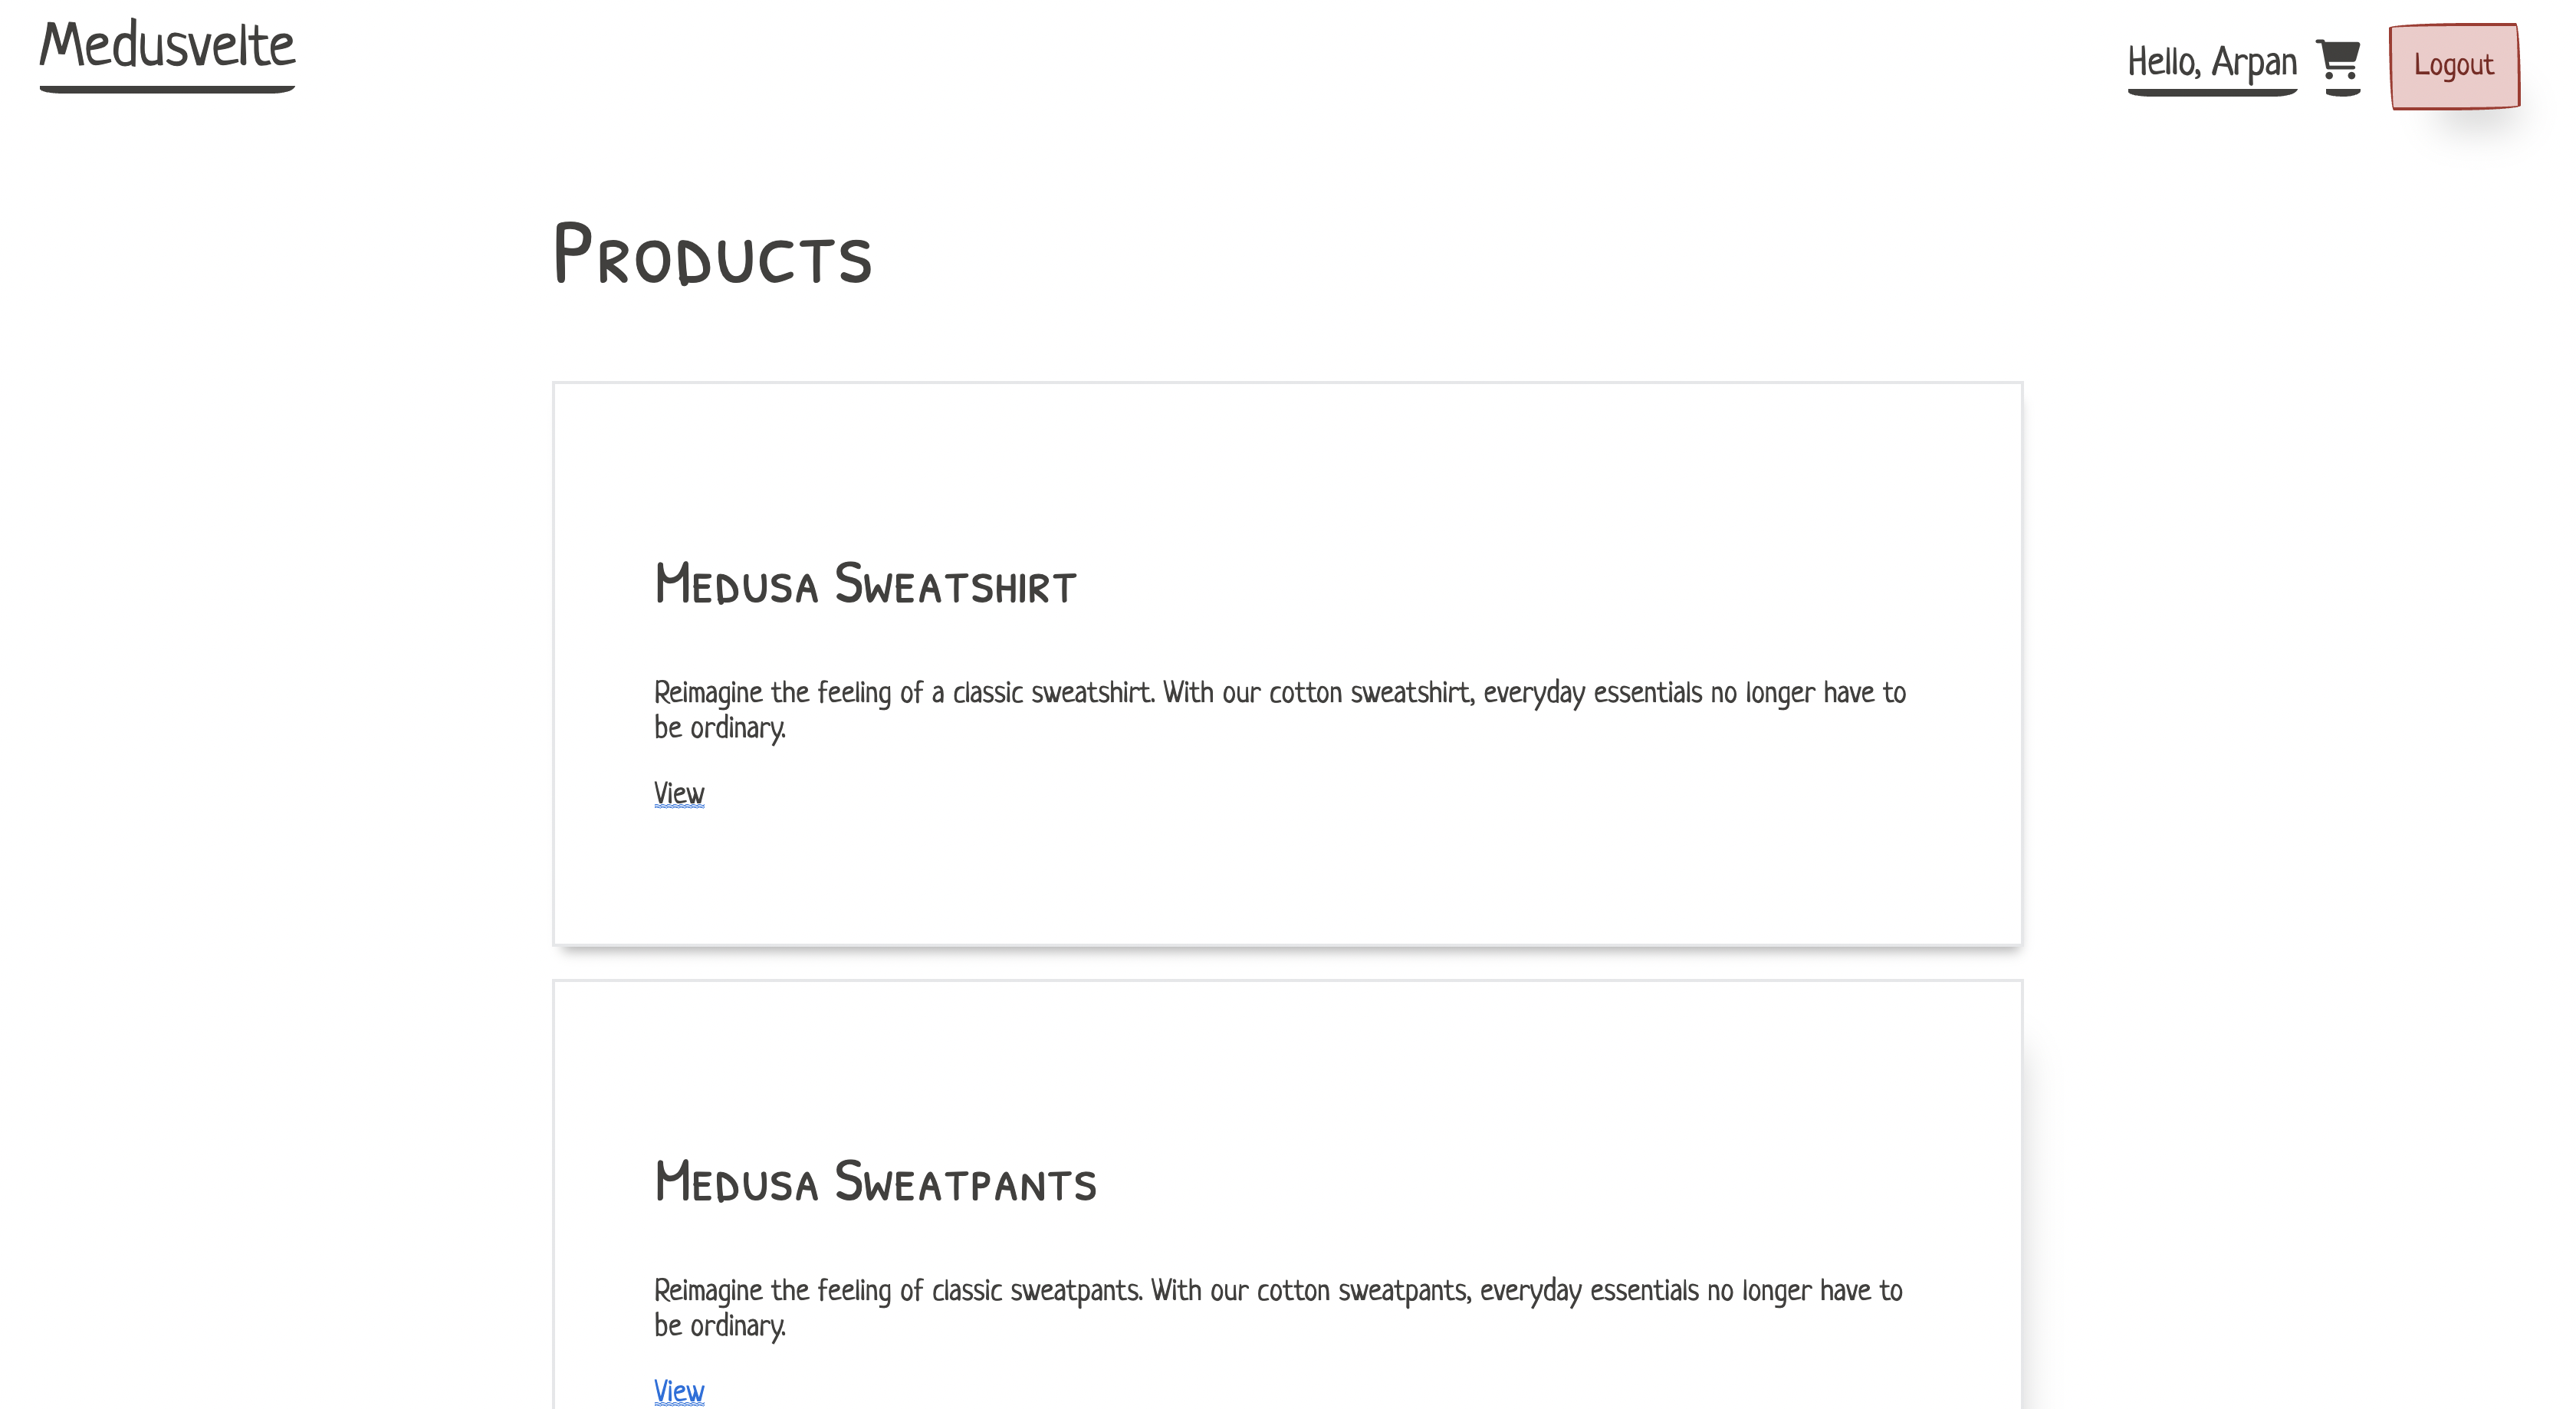 Medusvelte
Hello, Arpan
Logout
Products
Medusa Sweatshirt
Reimagine the feeling of a classic sweatshirt. With our cotton sweatshirt, everyday essentials no longer have to
be ordinary.
View
Medusa Sweatpants
Reimagine the feeling of classic sweatpants. With our cotton sweatpants, everyday essentials no longer have to
be ordinary.
View